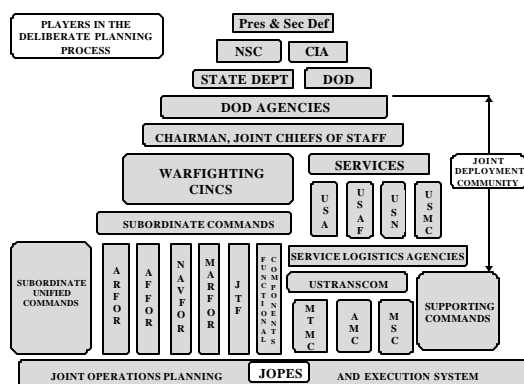 PLAYERS IN THE
DELIBERATE PLANNING
PROCESS
Pres & Sec Def
NSC
CIA
STATE DEPT
DOD
DOD AGENCIES
CHAIRMAN, JOINT CHIEFS OF STAFF
WARFIGHTING
CINCS
SERVICES
JOINT
DEPLOYMENT
COMMUNITY
USA
USAF
USN
USMC
SUBORDINATE COMMANDS
SUBORDINATE
UNIFIED
COMMANDS
ARFOR
AFFOR
NAVFOR
MARFOR
JTF
FUNCTIONAL
COMPONENTS
SERVICE LOGISTICS AGENCIES
USTRANSCOM
MTMC
AMC
MSC
SUPPORTING
COMMANDS
JOINT OPERATIONS PLANNING
JOPES
AND EXECUTION SYSTEM